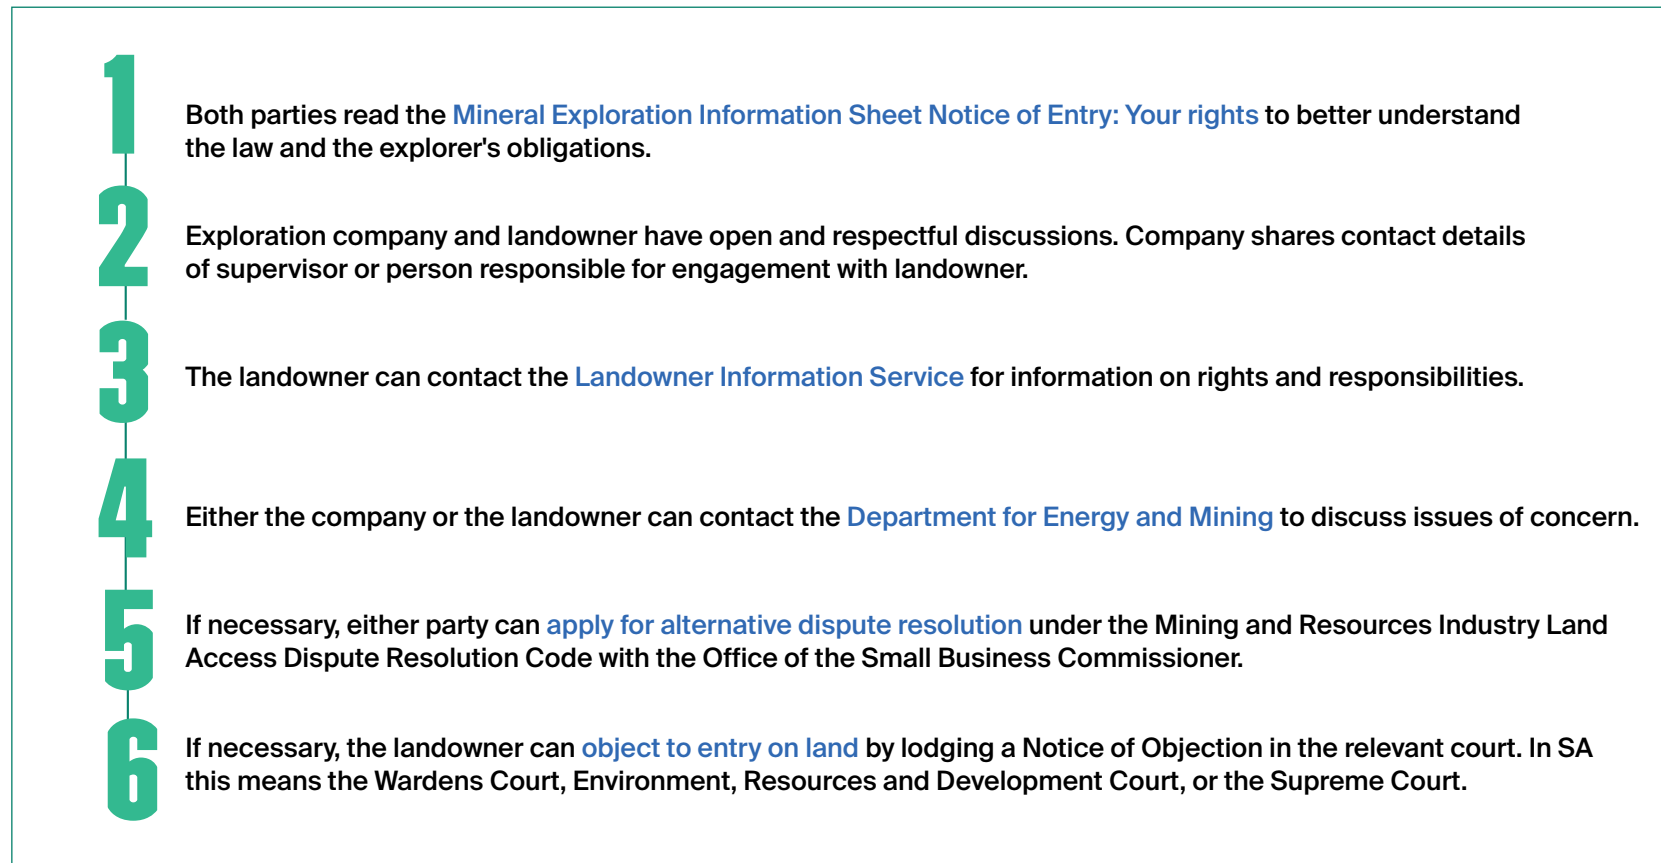 1
Both parties read the Mineral Exploration Information Sheet Notice of Entry: Your rights to better understand
the law and the explorer's obligations.
2
Exploration company and landowner have open and respectful discussions. Company shares contact details
of supervisor or person responsible for engagement with landowner.
3
The landowner can contact the Landowner Information Service for information on rights and responsibilities.
4
Either the company or the landowner can contact the Department for Energy and Mining to discuss issues of concern.
5
If necessary, either party can apply for alternative dispute resolution under the Mining and Resources Industry Land
Access Dispute Resolution Code with the Office of the Small Business Commissioner.
6
If necessary, the landowner can object to entry on land by lodging a Notice of Objection in the relevant court. In SA
this means the Wardens Court, Environment, Resources and Development Court, or the Supreme Court.